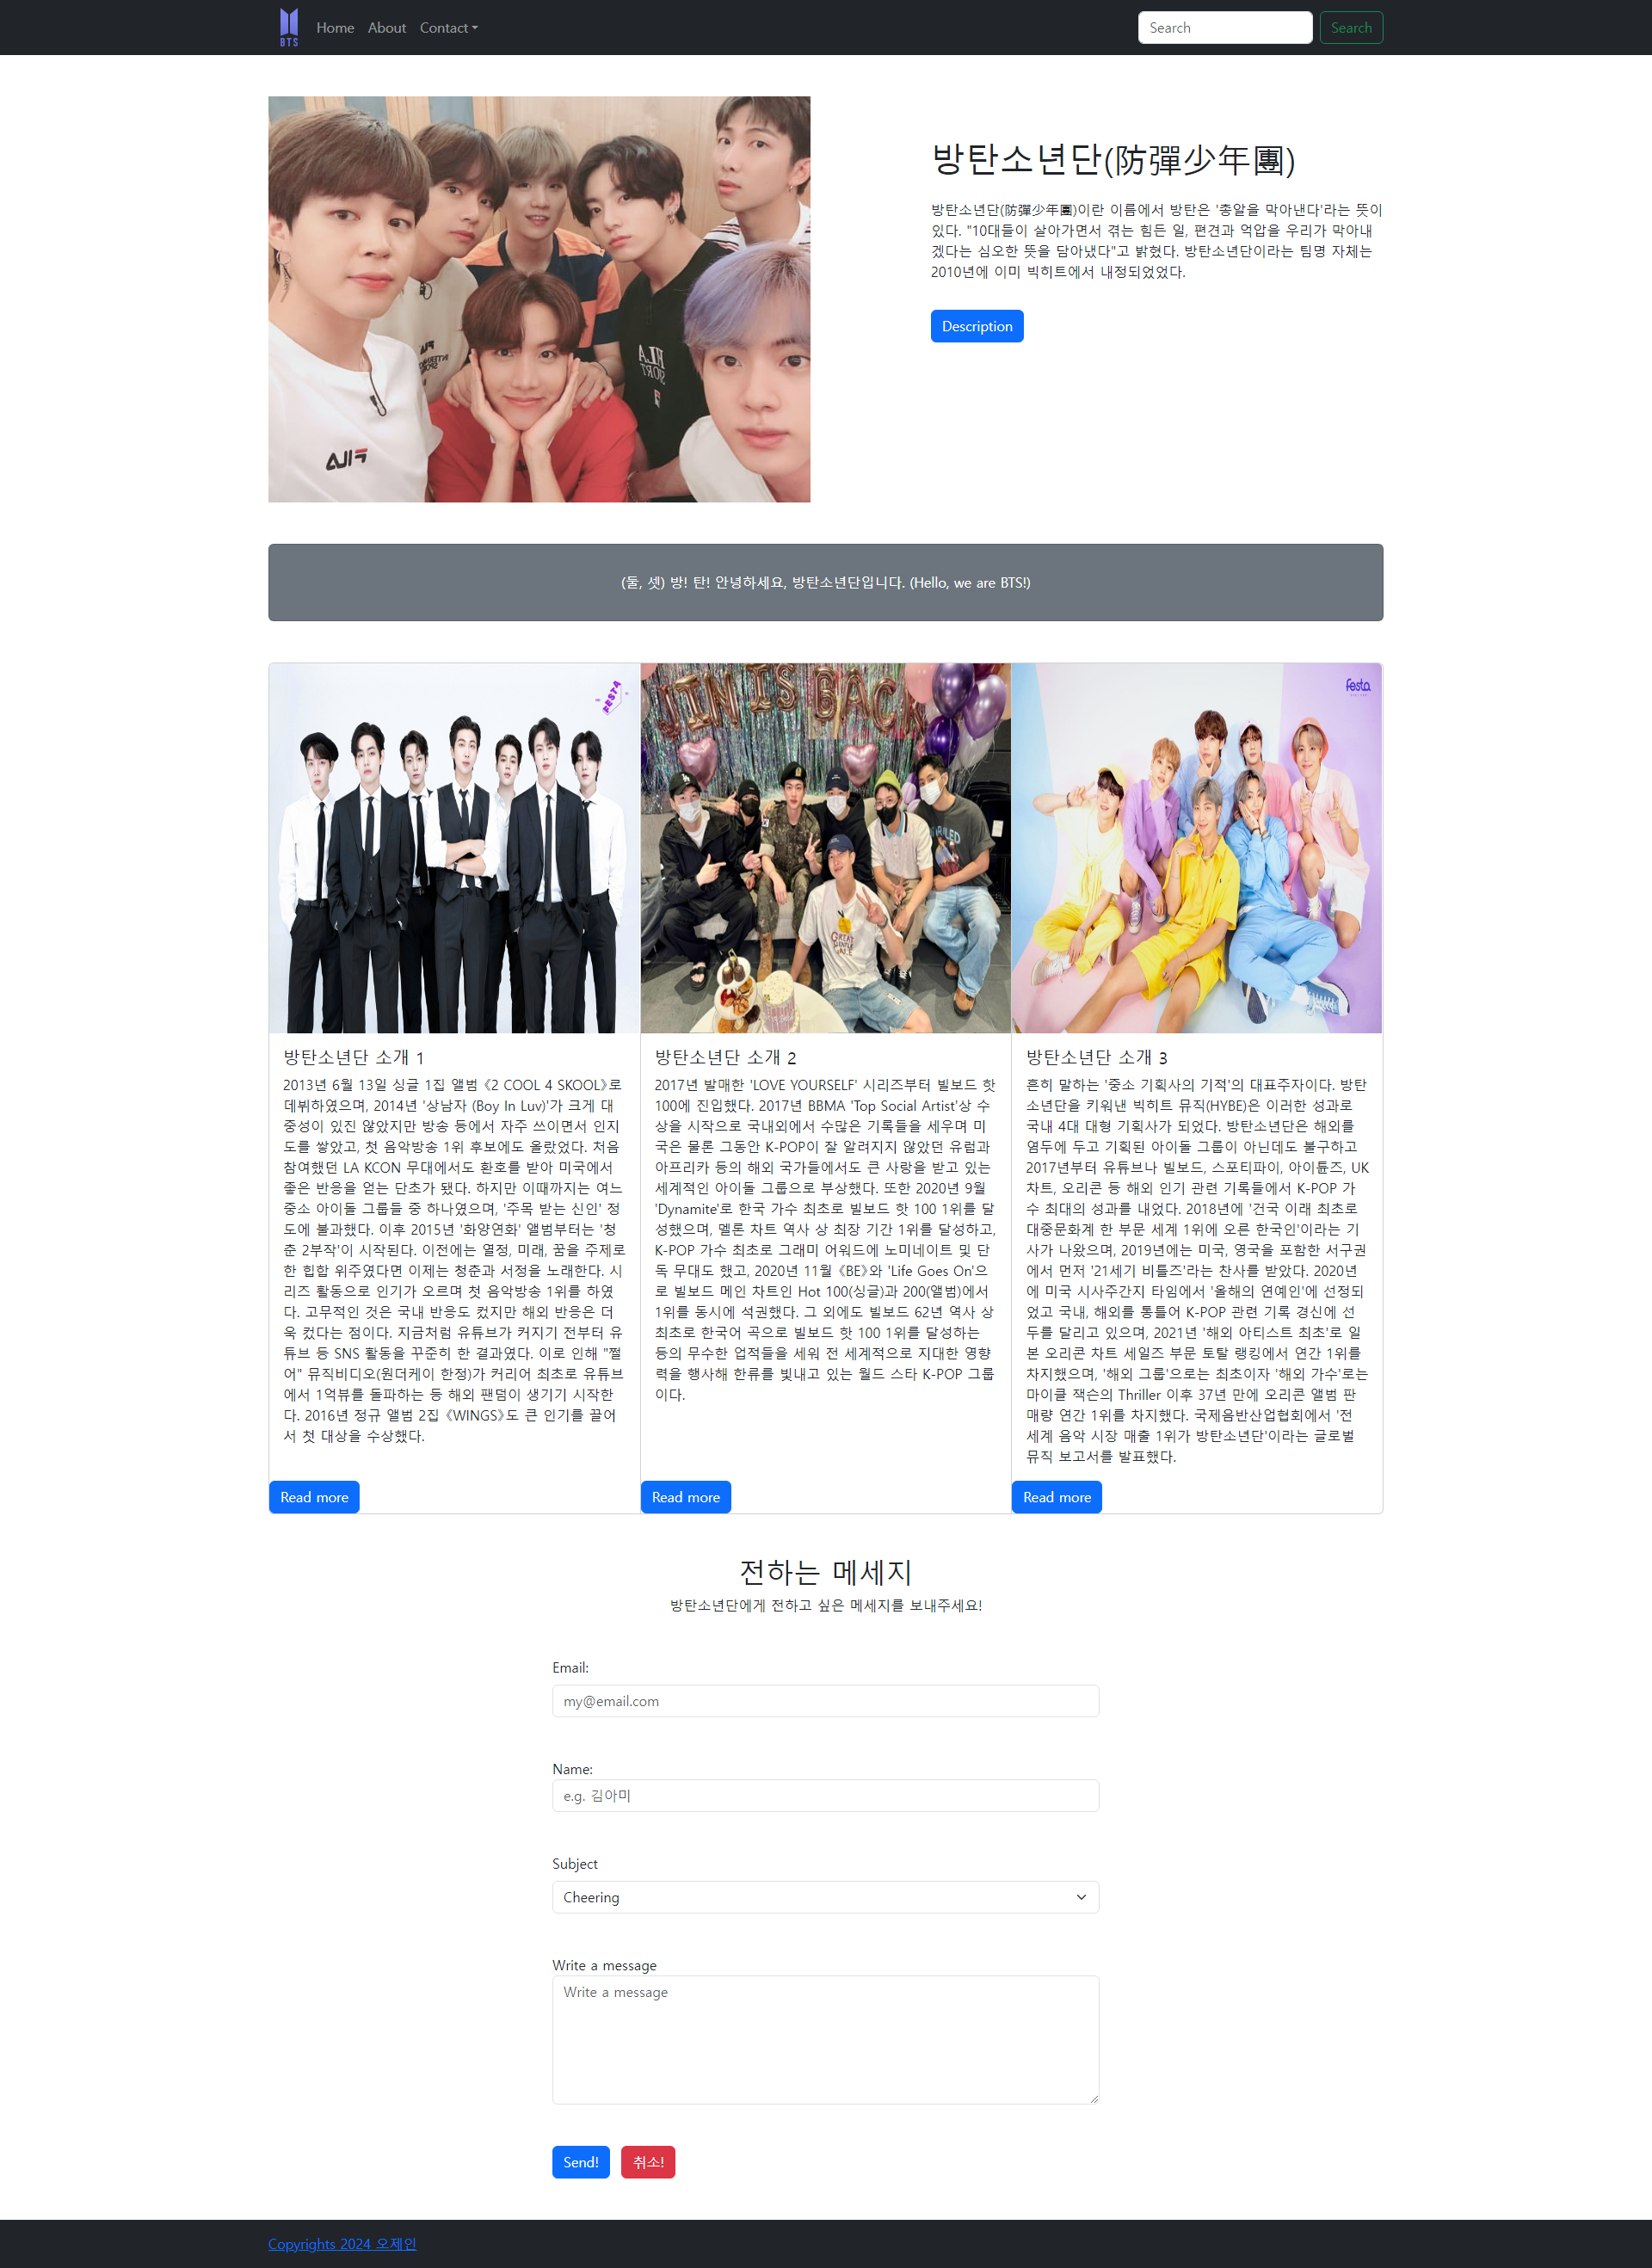 BTS
Home About Contact
Search Search
방탄소년단(防彈少年團)
방탄소년단(防彈少年團)이란 이름에서 방탄은 '총알을 막아낸다'라는 뜻이
있다. "10대들이 살아가면서 겪는 힘든 일, 편견과 억압을 우리가 막아내
겠다는 심오한 뜻을 담아냈다"고 밝혔다. 방탄소년단이라는 팀명 자체는
2010년에 이미 빅히트에서 내정되었었다.
Description
FILA
(둘, 셋) 방! 탄! 안녕하세요, 방탄소년단입니다. (Hello, we are BTS!)
FESTA
JIN IS BACK
festa
방탄소년단 소개 1
2013년 6월 13일 싱글 1집 앨범 《2 COOL 4 SKOOL》로
데뷔하였으며, 2014년 '상남자 (Boy In Luv)'가 크게 대
중성이 있진 않았지만 방송 등에서 자주 쓰이면서 인지
도를 쌓았고, 첫 음악방송 1위 후보에도 올랐었다. 처음
참여했던 LA KCON 무대에서도 환호를 받아 미국에서
좋은 반응을 얻는 단초가 됐다. 하지만 이때까지는 여느
중소 아이돌 그룹들 중 하나였으며, '주목 받는 신인' 정
도에 불과했다. 이후 2015년 '화양연화' 앨범부터는 '청
춘 2부작'이 시작된다. 이전에는 열정, 미래, 꿈을 주제로
한 힙합 위주였다면 이제는 청춘과 서정을 노래한다. 시
리즈 활동으로 인기가 오르며 첫 음악방송 1위를 하였
다. 고무적인 것은 국내 반응도 컸지만 해외 반응은 더
욱 컸다는 점이다. 지금처럼 유튜브가 커지기 전부터 유
튜브 등 SNS 활동을 꾸준히 한 결과였다. 이로 인해 "쩔
어" 뮤직비디오(원더케이 한정)가 커리어 최초로 유튜브
에서 1억뷰를 돌파하는 등 해외 팬덤이 생기기 시작한
다. 2016년 정규 앨범 2집 《WINGS》도 큰 인기를 끌어
서 첫 대상을 수상했다.
Read more
방탄소년단 소개 2
2017년 발매한 'LOVE YOURSELF' 시리즈부터 빌보드 핫
100에 진입했다. 2017년 BBMA 'Top Social Artist'상 수
상을 시작으로 국내외에서 수많은 기록들을 세우며 미
국은 물론 그동안 K-POP이 잘 알려지지 않았던 유럽과
아프리카 등의 해외 국가들에서도 큰 사랑을 받고 있는
세계적인 아이돌 그룹으로 부상했다. 또한 2020년 9월
'Dynamite'로 한국 가수 최초로 빌보드 핫 100 1위를 달
성했으며, 멜론 차트 역사 상 최장 기간 1위를 달성하고,
K-POP 가수 최초로 그래미 어워드에 노미네이트 및 단
독 무대도 했고, 2020년 11월 《BE》와 'Life Goes On'으
로 빌보드 메인 차트인 Hot 100(싱글)과 200(앨범)에서
1위를 동시에 석권했다. 그 외에도 빌보드 62년 역사 상
최초로 한국어 곡으로 빌보드 핫 100 1위를 달성하는
등의 무수한 업적들을 세워 전 세계적으로 지대한 영향
력을 행사해 한류를 빛내고 있는 월드 스타 K-POP 그룹
이다.
Read more
방탄소년단 소개 3
흔히 말하는 '중소 기획사의 기적'의 대표주자이다. 방탄
소년단을 키워낸 빅히트 뮤직(HYBE)은 이러한 성과로
국내 4대 대형 기획사가 되었다. 방탄소년단은 해외를
염두에 두고 기획된 아이돌 그룹이 아닌데도 불구하고
2017년부터 유튜브나 빌보드, 스포티파이, 아이튠즈, UK
차트, 오리콘 등 해외 인기 관련 기록들에서 K-POP 가
수 최대의 성과를 내었다. 2018년에 '건국 이래 최초로
대중문화계 한 부문 세계 1위에 오른 한국인'이라는 기
사가 나왔으며, 2019년에는 미국, 영국을 포함한 서구권
에서 먼저 '21세기 비틀즈'라는 찬사를 받았다. 2020년
에 미국 시사주간지 타임에서 '올해의 연예인'에 선정되
었고 국내, 해외를 통틀어 K-POP 관련 기록 경신에 선
두를 달리고 있으며, 2021년 '해외 아티스트 최초'로 일
본 오리콘 차트 세일즈 부문 토탈 랭킹에서 연간 1위를
차지했으며, '해외 그룹'으로는 최초이자 '해외 가수'로는
마이클 잭슨의 Thriller 이후 37년 만에 오리콘 앨범 판
매량 연간 1위를 차지했다. 국제음반산업협회에서 '전
세계 음악 시장 매출 1위가 방탄소년단'이라는 글로벌
뮤직 보고서를 발표했다.
Read more
전하는 메세지
방탄소년단에게 전하고 싶은 메세지를 보내주세요!
Email:
my@email.com
Name:
e.g. 김아미
Subject
Cheering
Write a message
Write a message
Send! 취소!
Copyrights 2024 오제인